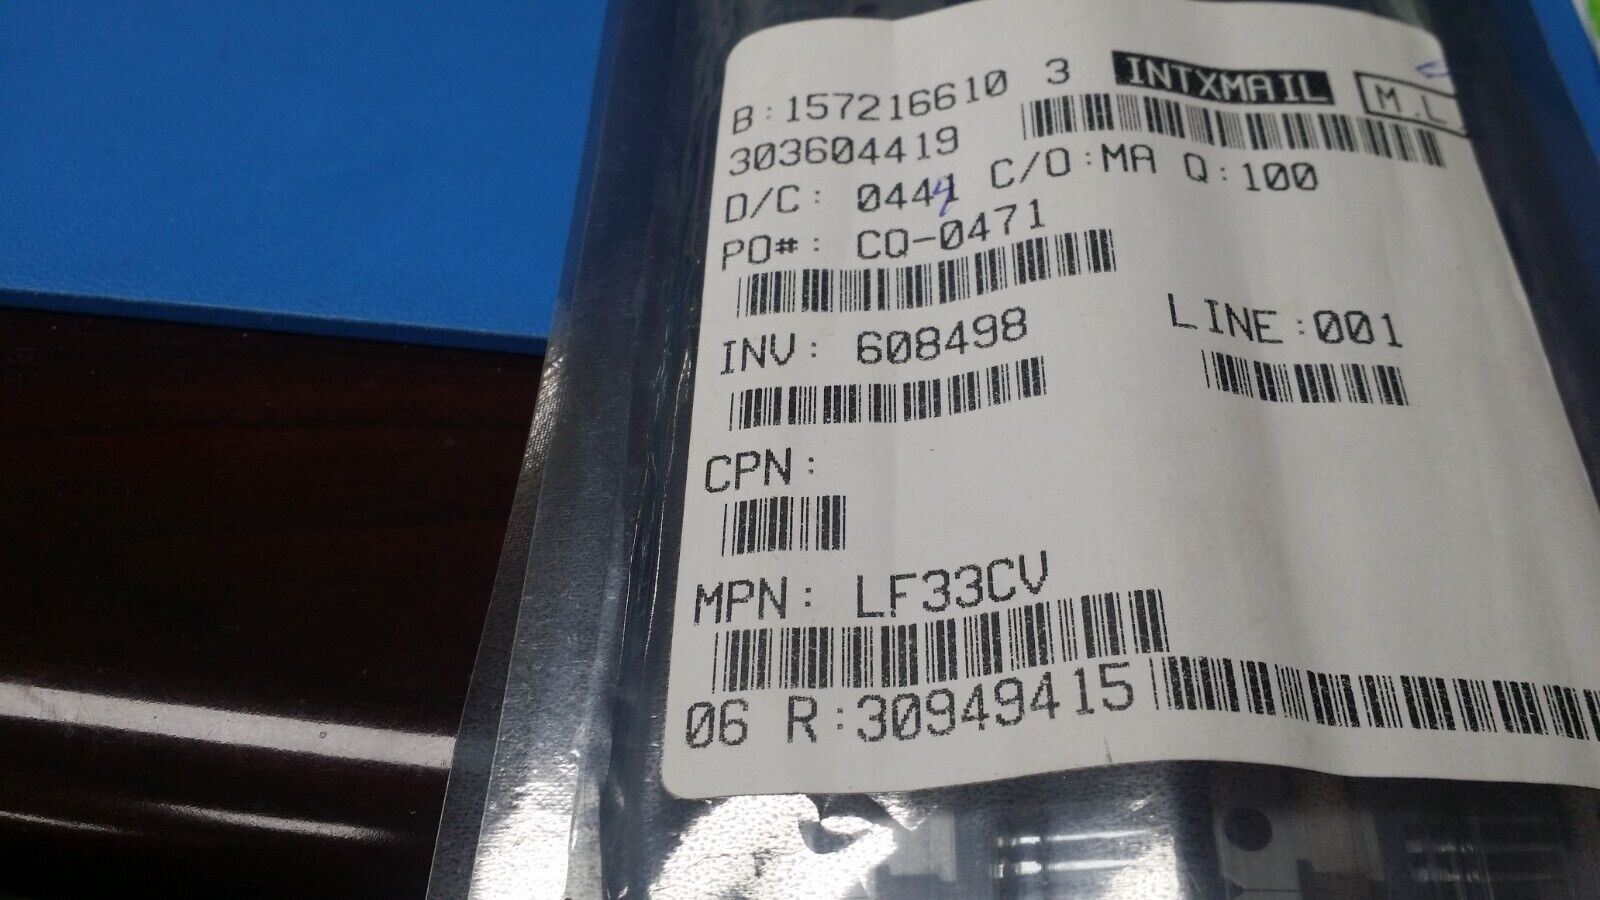 B:157216610 3 INTXMAIL M.L
303604419
D/C: 0441 C/O:MA Q:100
4
PO#: CQ-0471
INV: 608498 LINE:001
CPN:
MPN: LF33CV
06 R:30949415